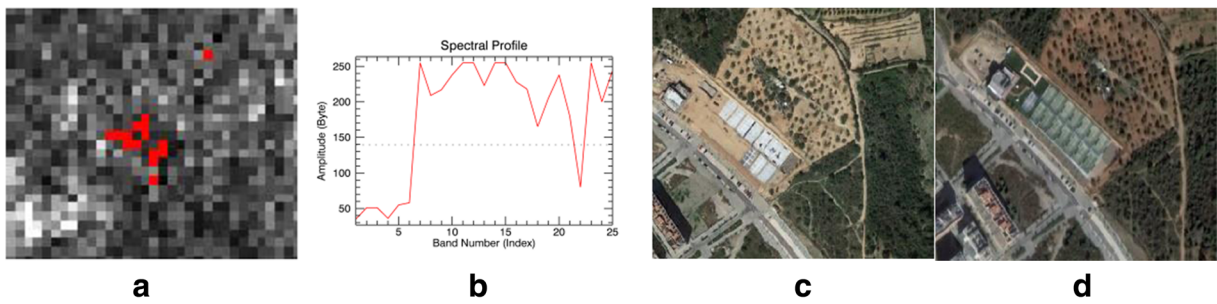 Spectral Profile
Amplitude (Byte)
250
200
150
100
50
5
10
15
20
25
Band Number (Index)
a
b
c
d